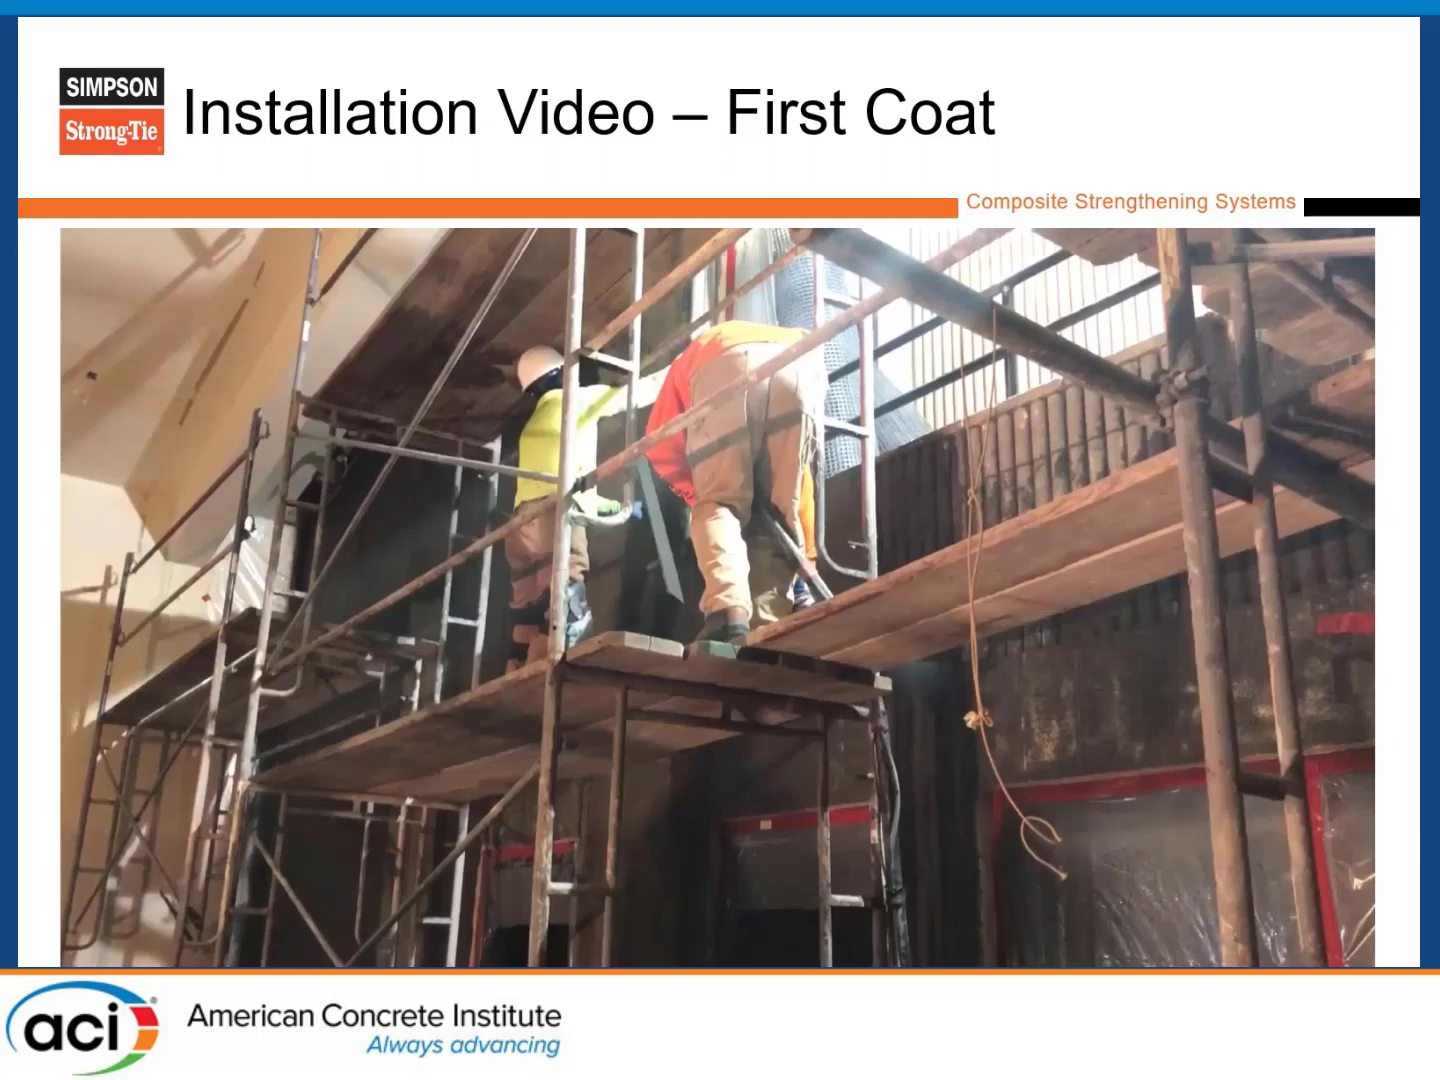 SIMPSON
Strong-Tie
Installation Video – First Coat
Composite Strengthening Systems
aci
American Concrete Institute
Always advancing